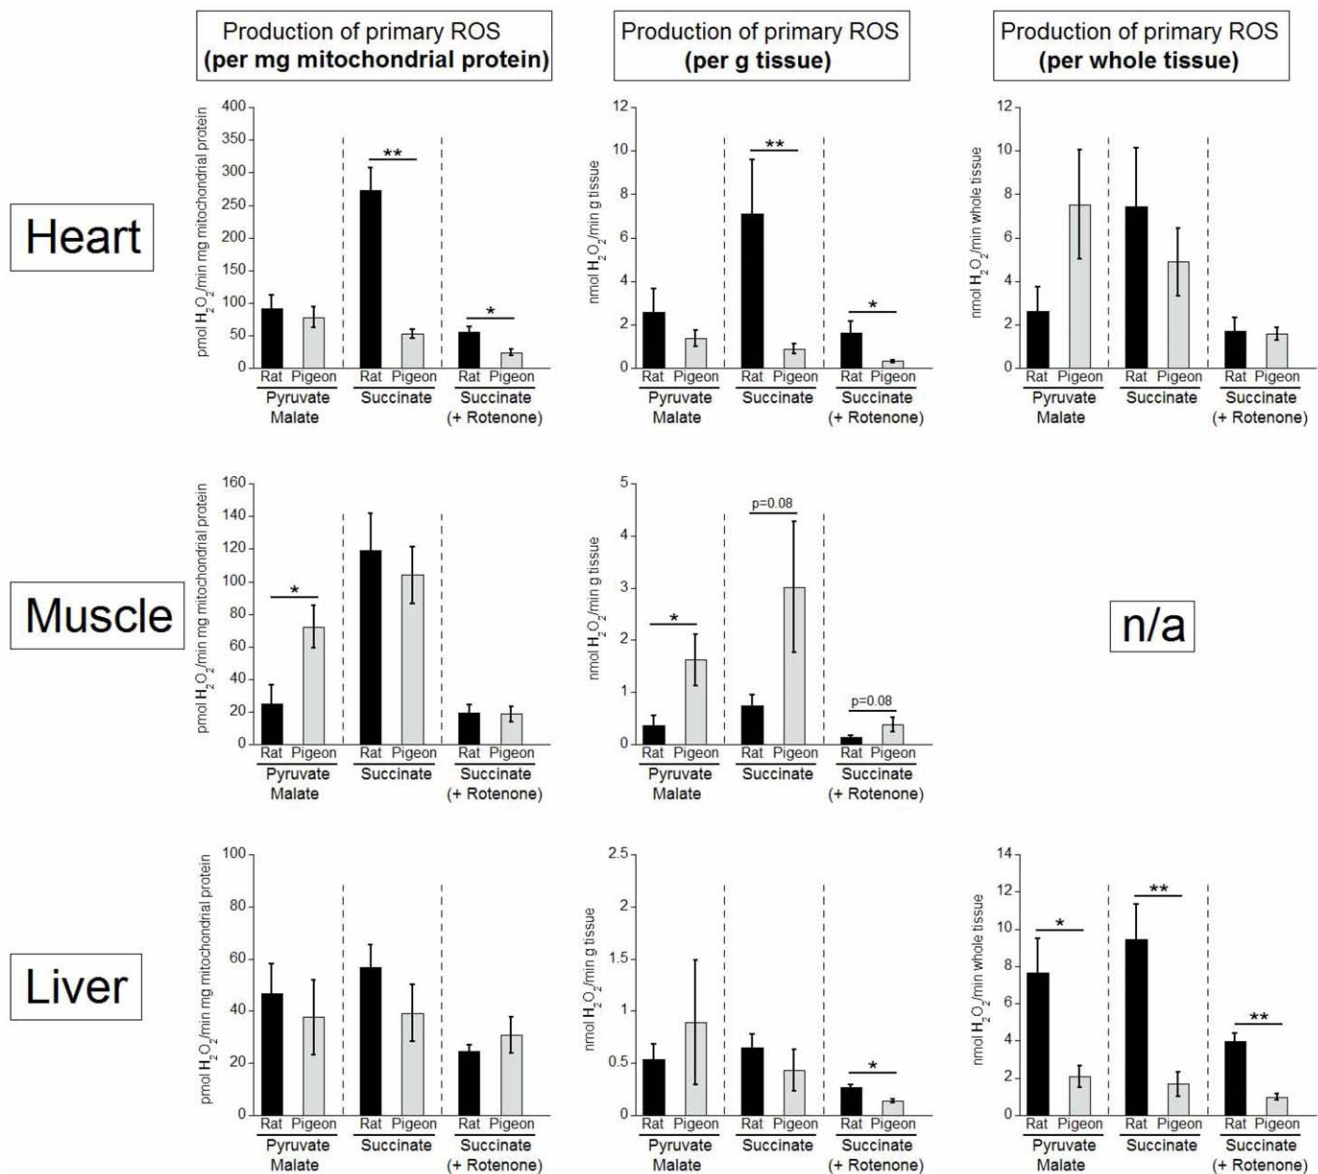 Production of primary ROS
(per mg mitochondrial protein)
Production of primary ROS
(per g tissue)
Production of primary ROS
(per whole tissue)
Heart
pmol H₂O₂/min mg mitochondrial protein
400
350
300
250
200
150
100
50
0
**
*
Rat Pigeon Rat Pigeon Rat Pigeon
Pyruvate Succinate Succinate
Malate (+ Rotenone)
nmol H₂O₂/min g tissue
12
10
8
6
4
2
0
**
*
Rat Pigeon Rat Pigeon Rat Pigeon
Pyruvate Succinate Succinate
Malate (+ Rotenone)
nmol H₂O₂/min whole tissue
12
10
8
6
4
2
0
Rat Pigeon Rat Pigeon Rat Pigeon
Pyruvate Succinate Succinate
Malate (+ Rotenone)
Muscle
pmol H₂O₂/min mg mitochondrial protein
160
140
120
100
80
60
40
20
0
*
Rat Pigeon Rat Pigeon Rat Pigeon
Pyruvate Succinate Succinate
Malate (+ Rotenone)
nmol H₂O₂/min g tissue
5
4
3
2
1
0
*
p=0.08
p=0.08
Rat Pigeon Rat Pigeon Rat Pigeon
Pyruvate Succinate Succinate
Malate (+ Rotenone)
n/a
Liver
pmol H₂O₂/min mg mitochondrial protein
100
80
60
40
20
0
Rat Pigeon Rat Pigeon Rat Pigeon
Pyruvate Succinate Succinate
Malate (+ Rotenone)
nmol H₂O₂/min g tissue
2.5
2
1.5
1
0.5
0
*
Rat Pigeon Rat Pigeon Rat Pigeon
Pyruvate Succinate Succinate
Malate (+ Rotenone)
nmol H₂O₂/min whole tissue
14
12
10
8
6
4
2
0
*
**
**
Rat Pigeon Rat Pigeon Rat Pigeon
Pyruvate Succinate Succinate
Malate (+ Rotenone)